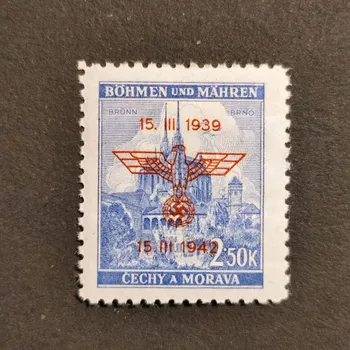 BÖHMEN UND MÄHREN
BRÜNN BRNO
15. III. 1939
15. III 1942
2·50K
ČECHY A MORAVA